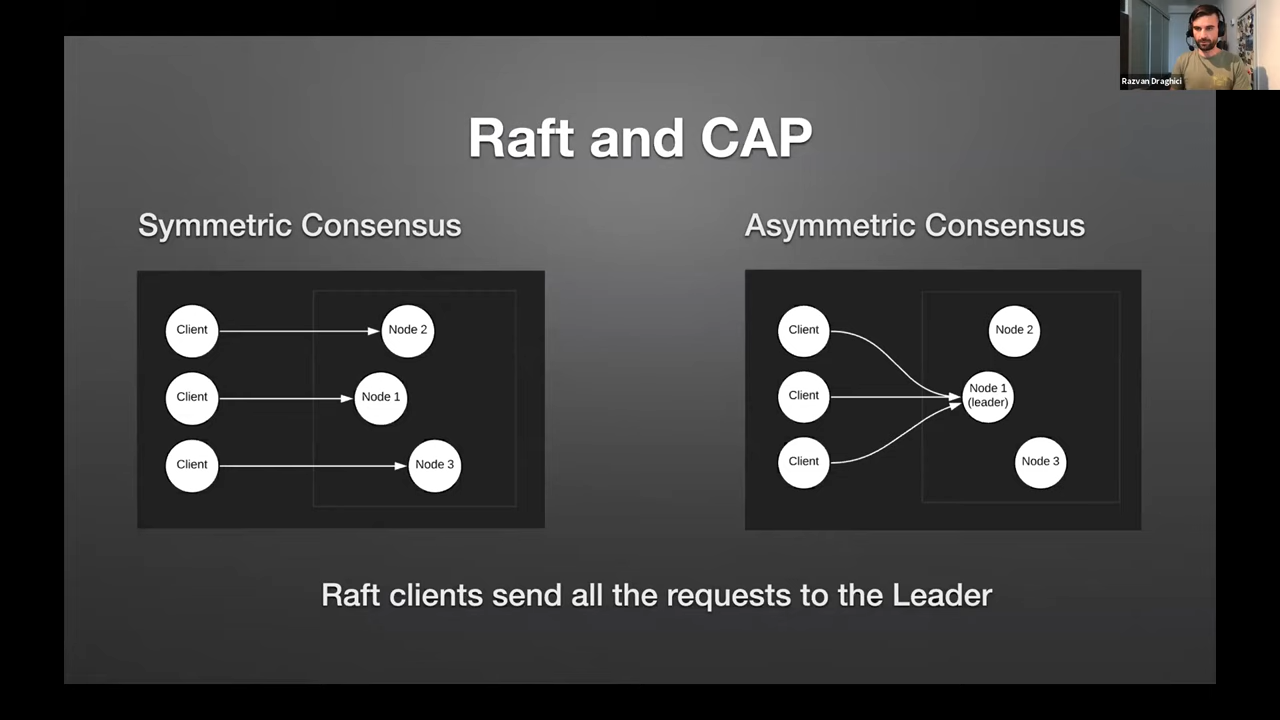 Razvan Draghici
Raft and CAP
Symmetric Consensus
Client
Node 2
Client
Node 1
Client
Node 3
Asymmetric Consensus
Client
Node 2
Client
Node 1
(leader)
Client
Node 3
Raft clients send all the requests to the Leader